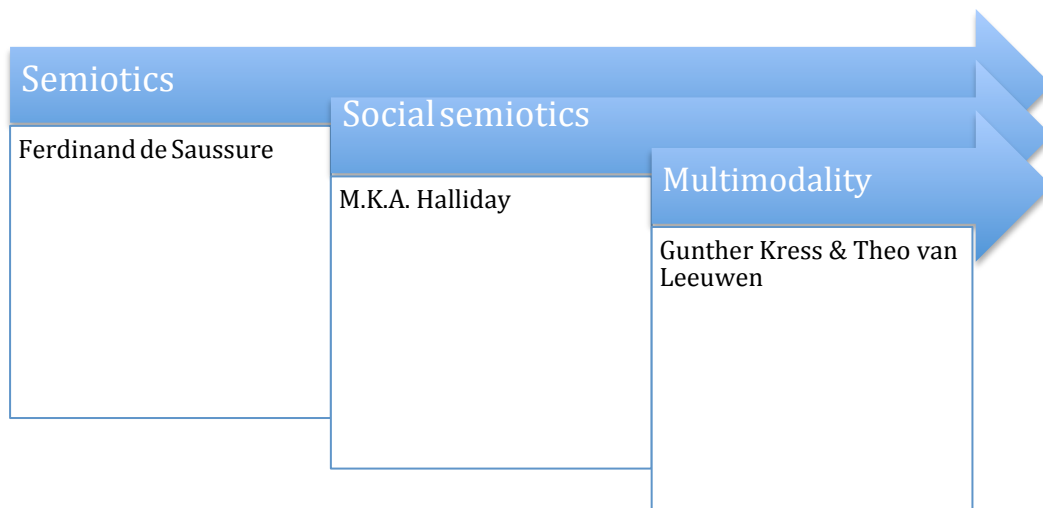 Semiotics
Ferdinand de Saussure
Social semiotics
M.K.A. Halliday
Multimodality
Gunther Kress & Theo van
Leeuwen